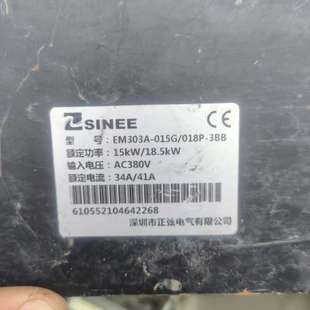 SINEE
CE
型 号：EM303A-015G/018P-3BB
额定功率：15kW/18.5kW
输入电压：AC380V
额定电流：34A/41A
610552104642268
深圳市正弦电气有限公司